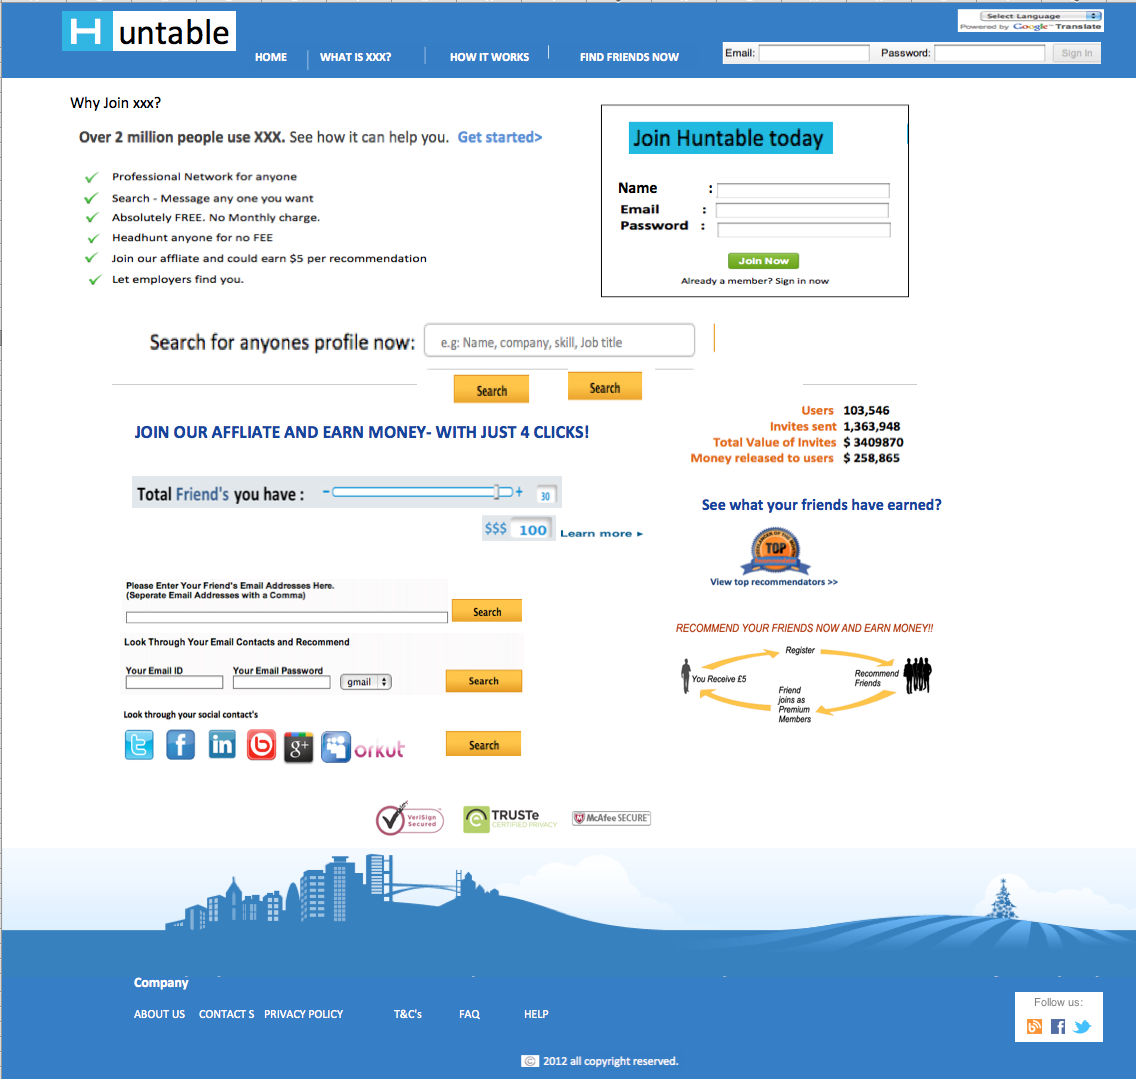 Huntable
Select Language
Powered by Google™ Translate
Email: Password: Sign In
HOME WHAT IS XXX? HOW IT WORKS FIND FRIENDS NOW
Why Join xxx?
Over 2 million people use XXX. See how it can help you. Get started>
Professional Network for anyone
Search - Message any one you want
Absolutely FREE. No Monthly charge.
Headhunt anyone for no FEE
Join our affliate and could earn $5 per recommendation
Let employers find you.
Join Huntable today
Name :
Email :
Password :
Join Now
Already a member? Sign in now
Search for anyones profile now: e.g: Name, company, skill, Job title
Search Search
Users 103,546
Invites sent 1,363,948
Total Value of Invites $ 3409870
Money released to users $ 258,865
JOIN OUR AFFLIATE AND EARN MONEY- WITH JUST 4 CLICKS!
Total Friend's you have : - + 30
$$$ 100 Learn more ►
See what your friends have earned?
TOP
View top recommendators >>
Please Enter Your Friend's Email Addresses Here.
(Seperate Email Addresses with a Comma)
Search
Look Through Your Email Contacts and Recommend
Your Email ID Your Email Password
gmail Search
Look through your social contact's
t f in b g+ orkut Search
RECOMMEND YOUR FRIENDS NOW AND EARN MONEY!!
Register
You Receive £5
Recommend
Friends
Friend
joins as
Premium
Members
VeriSign
Secured
TRUSTe
CERTIFIED PRIVACY
McAfee SECURE™
Company
ABOUT US CONTACT S PRIVACY POLICY T&C's FAQ HELP
Follow us:
© 2012 all copyright reserved.